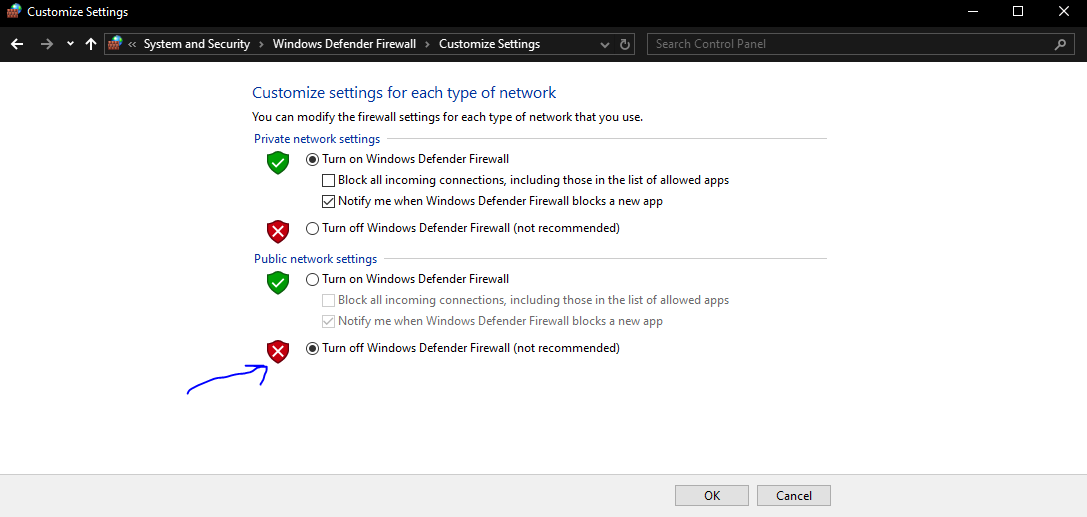 Customize Settings
System and Security > Windows Defender Firewall > Customize Settings
Search Control Panel
Customize settings for each type of network
You can modify the firewall settings for each type of network that you use.
Private network settings
Turn on Windows Defender Firewall
Block all incoming connections, including those in the list of allowed apps
Notify me when Windows Defender Firewall blocks a new app
Turn off Windows Defender Firewall (not recommended)
Public network settings
Turn on Windows Defender Firewall
Block all incoming connections, including those in the list of allowed apps
Notify me when Windows Defender Firewall blocks a new app
Turn off Windows Defender Firewall (not recommended)
OK Cancel